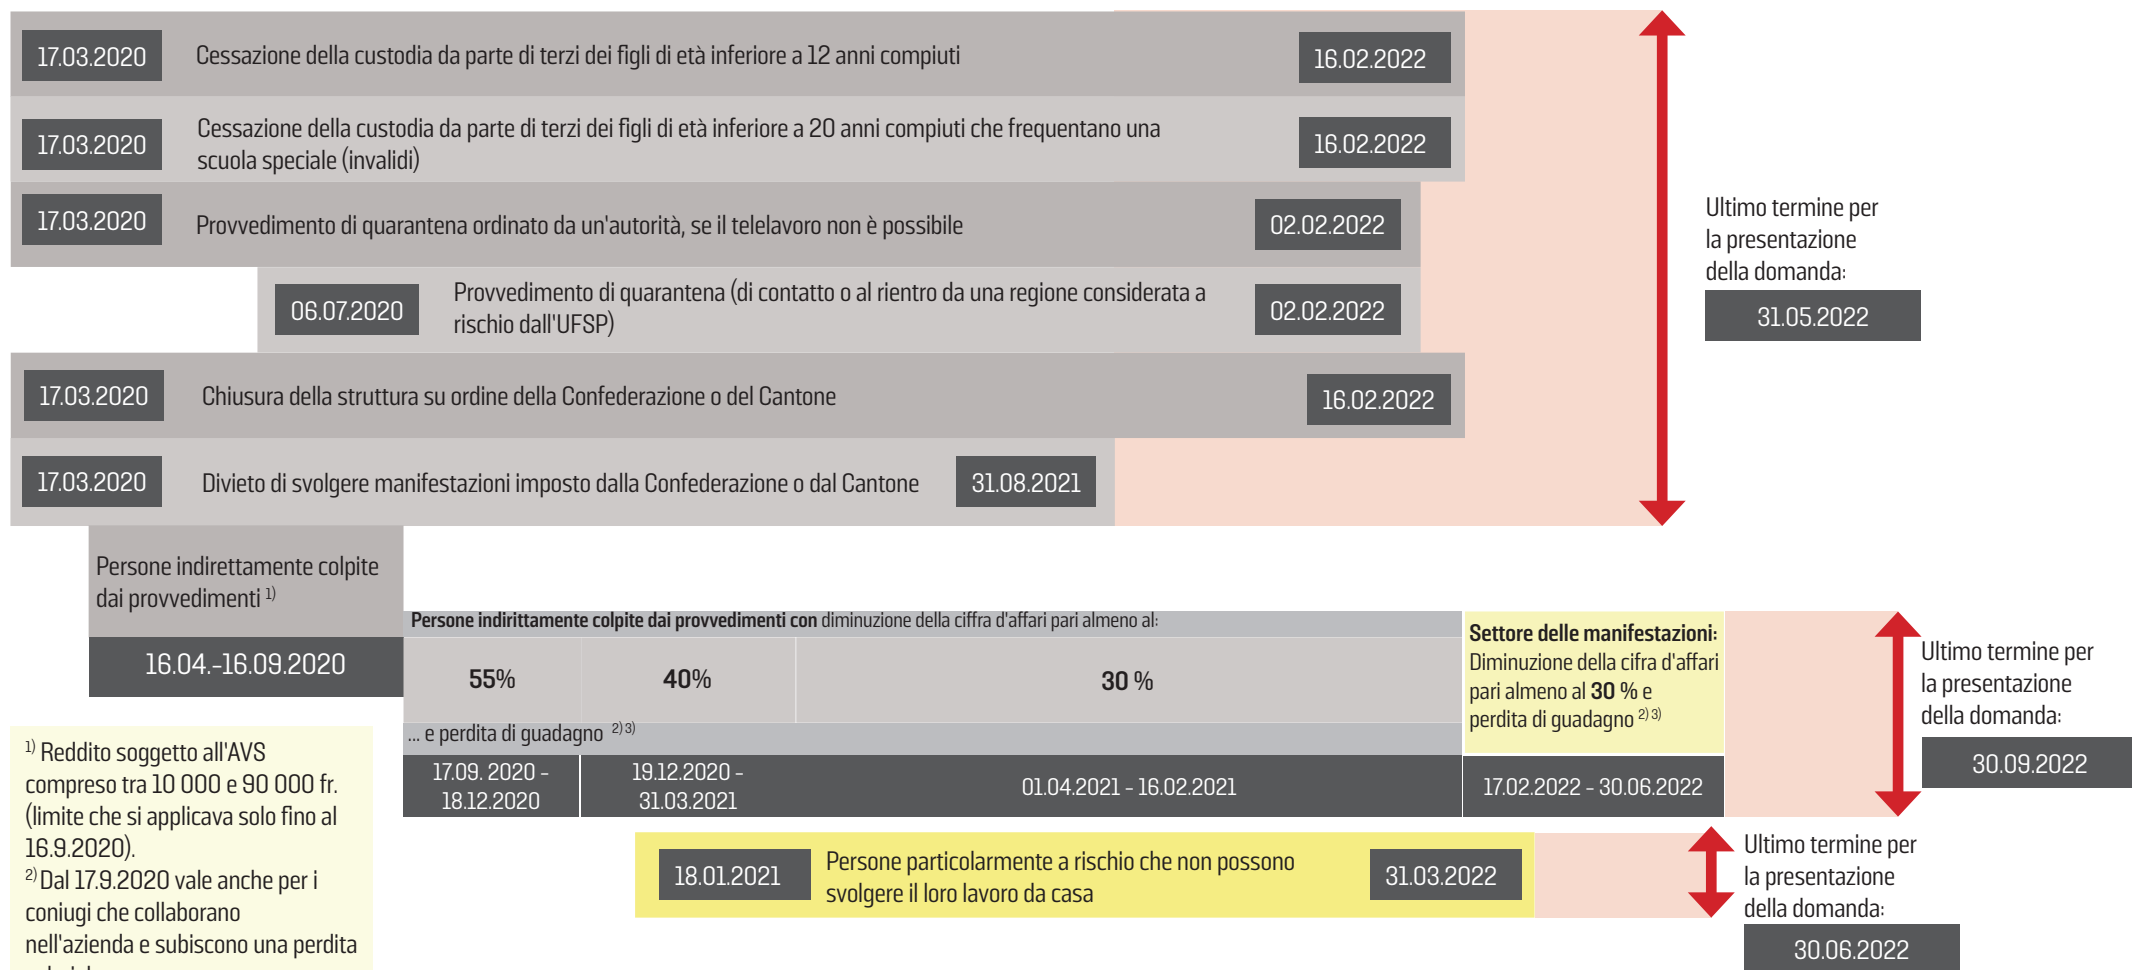 17.03.2020 Cessazione della custodia da parte di terzi dei figli di età inferiore a 12 anni compiuti 16.02.2022
17.03.2020 Cessazione della custodia da parte di terzi dei figli di età inferiore a 20 anni compiuti che frequentano una
scuola speciale (invalidi) 16.02.2022
17.03.2020 Provvedimento di quarantena ordinato da un'autorità, se il telelavoro non è possibile 02.02.2022
06.07.2020 Provvedimento di quarantena (di contatto o al rientro da una regione considerata a
rischio dall'UFSP) 02.02.2022
17.03.2020 Chiusura della struttura su ordine della Confederazione o del Cantone 16.02.2022
17.03.2020 Divieto di svolgere manifestazioni imposto dalla Confederazione o dal Cantone 31.08.2021
Ultimo termine per
la presentazione
della domanda:
31.05.2022
Persone indirettamente colpite
dai provvedimenti 1)
16.04.-16.09.2020
Persone indirittamente colpite dai provvedimenti con diminuzione della ciffra d'affari pari almeno al:
55% 40% 30 %
... e perdita di guadagno 2) 3)
17.09. 2020 -
18.12.2020
19.12.2020 -
31.03.2021
01.04.2021 - 16.02.2021
Settore delle manifestazioni:
Diminuzione della cifra d'affari
pari almeno al 30 % e
perdita di guadagno 2) 3)
17.02.2022 - 30.06.2022
Ultimo termine per
la presentazione
della domanda:
30.09.2022
18.01.2021 Persone particolarmente a rischio che non possono
svolgere il loro lavoro da casa 31.03.2022
Ultimo termine per
la presentazione
della domanda:
30.06.2022
1) Reddito soggetto all'AVS
compreso tra 10 000 e 90 000 fr.
(limite che si applicava solo fino al
16.9.2020).
2) Dal 17.9.2020 vale anche per i
coniugi che collaborano
nell'azienda e subiscono una perdita